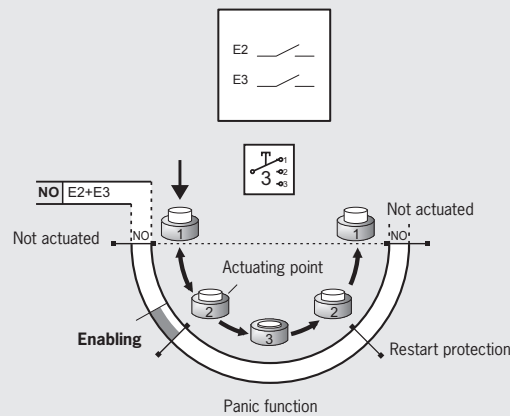 E2
E3
1
2
3
3
NO E2+E3
Not actuated
NO
1
1
NO
Not actuated
Actuating point
2
2
3
Enabling
Restart protection
Panic function